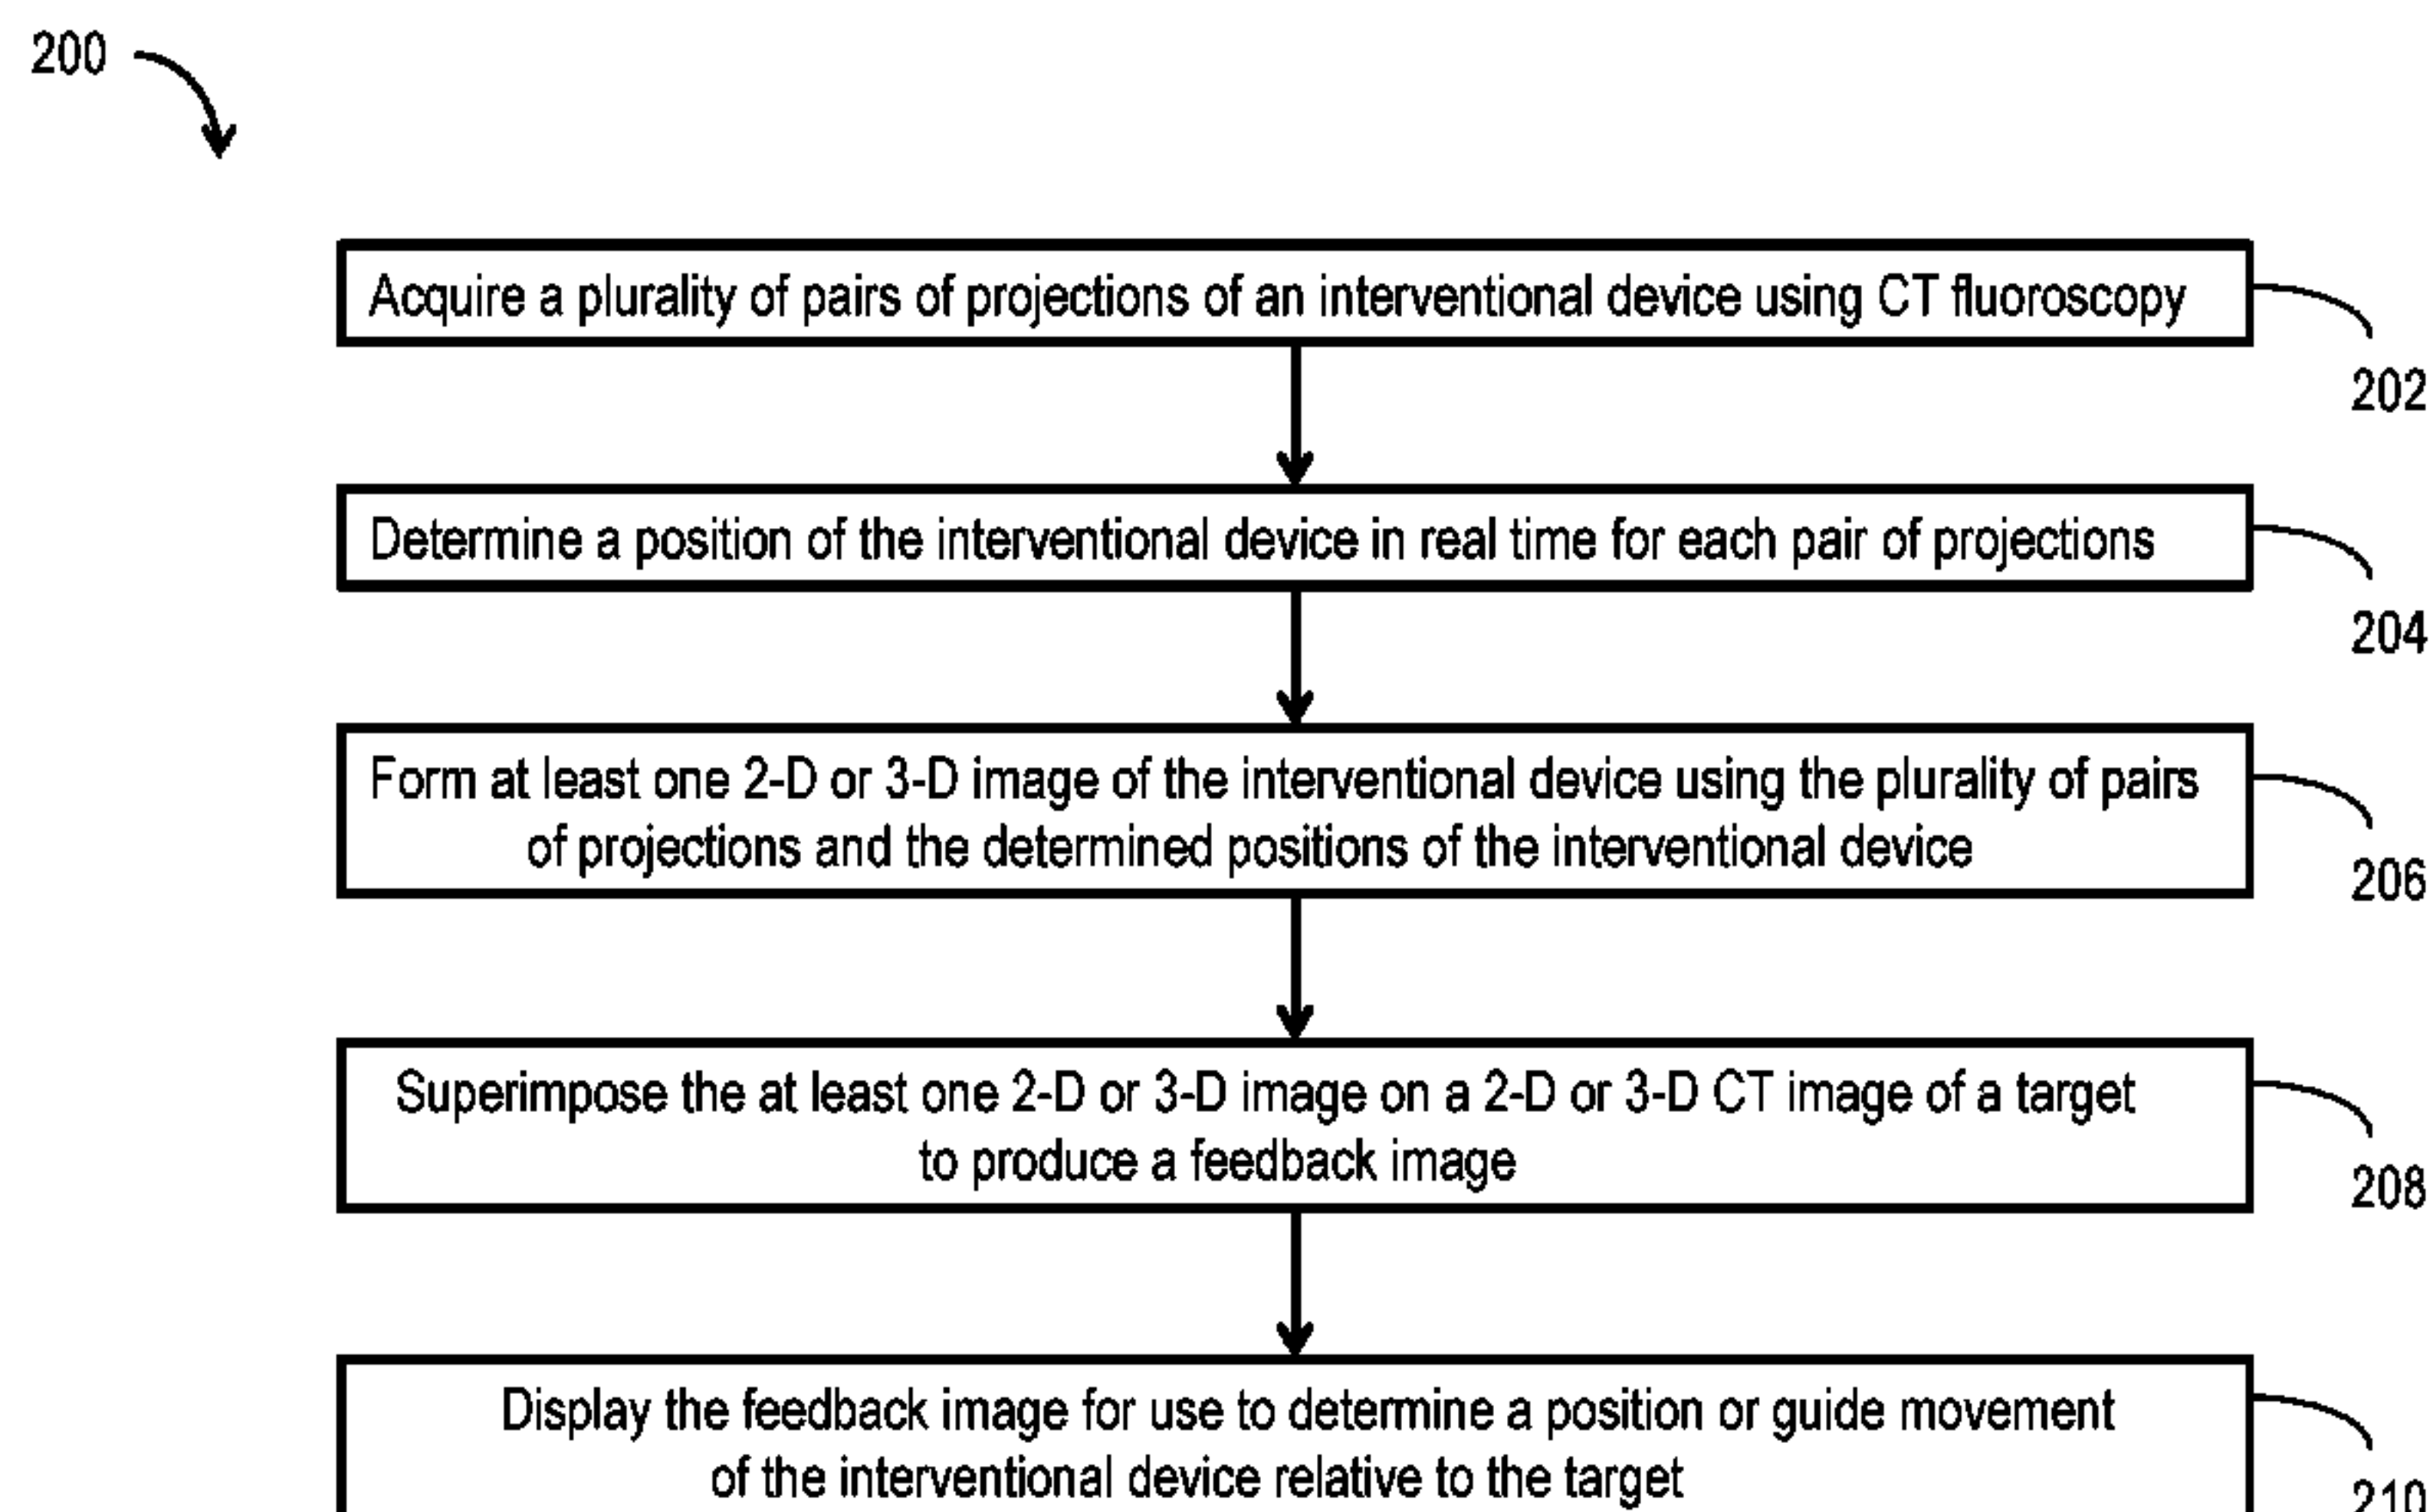 200
Acquire a plurality of pairs of projections of an interventional device using CT fluoroscopy
202
Determine a position of the interventional device in real time for each pair of projections
204
Form at least one 2-D or 3-D image of the interventional device using the plurality of pairs
of projections and the determined positions of the interventional device
206
Superimpose the at least one 2-D or 3-D image on a 2-D or 3-D CT image of a target
to produce a feedback image
208
Display the feedback image for use to determine a position or guide movement
of the interventional device relative to the target
210